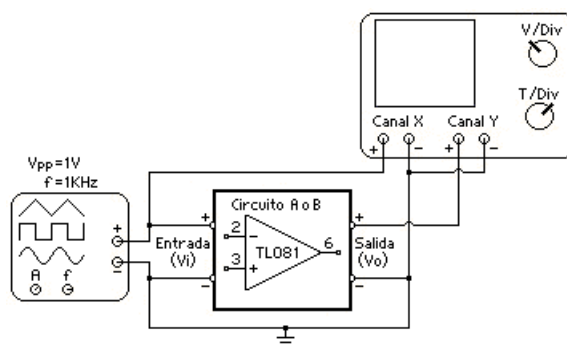 V/Div
T/Div
Canal X
Canal Y
+
-
+
-
Vpp=1V
f=1KHz
A
f
+
-
Entrada
(Vi)
+
-
Circuito A o B
2
-
3
+
TL081
6
+
-
Salida
(Vo)